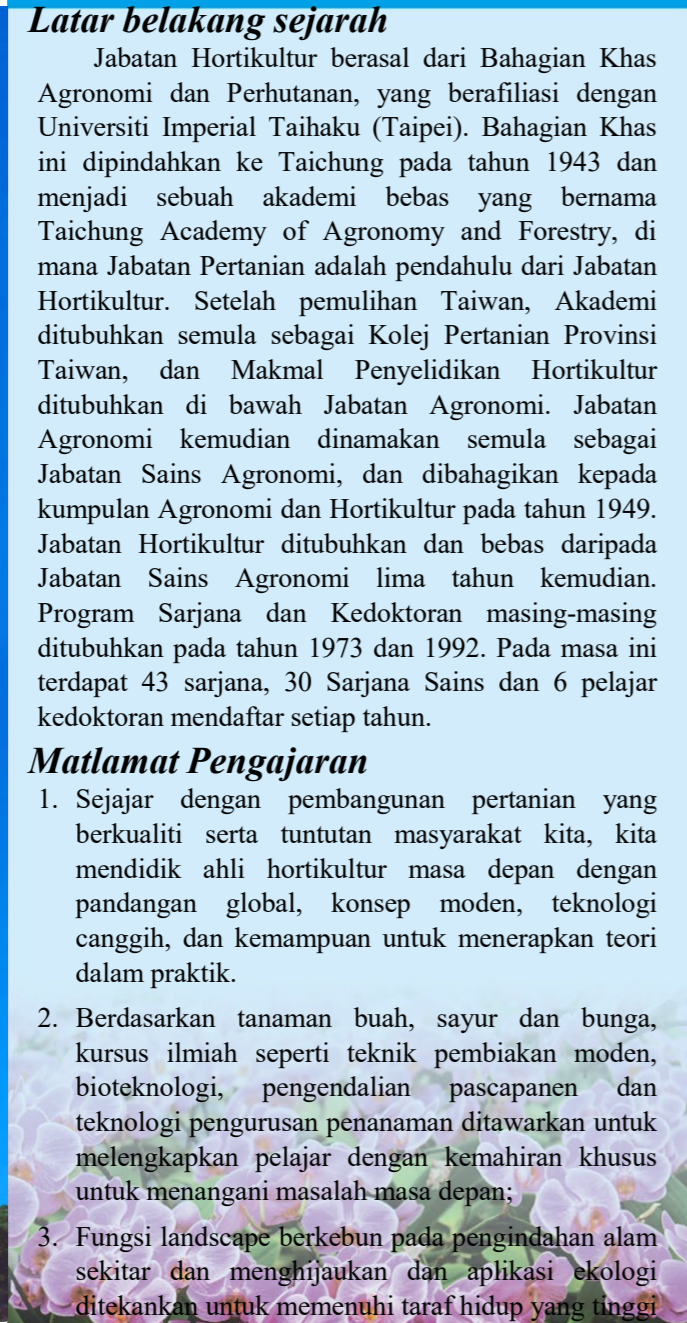 Latar belakang sejarah
Jabatan Hortikultur berasal dari Bahagian Khas
Agronomi dan Perhutanan, yang berafiliasi dengan
Universiti Imperial Taihaku (Taipei). Bahagian Khas
ini dipindahkan ke Taichung pada tahun 1943 dan
menjadi sebuah akademi bebas yang bernama
Taichung Academy of Agronomy and Forestry, di
mana Jabatan Pertanian adalah pendahulu dari Jabatan
Hortikultur. Setelah pemulihan Taiwan, Akademi
ditubuhkan semula sebagai Kolej Pertanian Provinsi
Taiwan, dan Makmal Penyelidikan Hortikultur
ditubuhkan di bawah Jabatan Agronomi. Jabatan
Agronomi kemudian dinamakan semula sebagai
Jabatan Sains Agronomi, dan dibahagikan kepada
kumpulan Agronomi dan Hortikultur pada tahun 1949.
Jabatan Hortikultur ditubuhkan dan bebas daripada
Jabatan Sains Agronomi lima tahun kemudian.
Program Sarjana dan Kedoktoran masing-masing
ditubuhkan pada tahun 1973 dan 1992. Pada masa ini
terdapat 43 sarjana, 30 Sarjana Sains dan 6 pelajar
kedoktoran mendaftar setiap tahun.
Matlamat Pengajaran
1. Sejajar dengan pembangunan pertanian yang
berkualiti serta tuntutan masyarakat kita, kita
mendidik ahli hortikultur masa depan dengan
pandangan global, konsep moden, teknologi
canggih, dan kemampuan untuk menerapkan teori
dalam praktik.
2. Berdasarkan tanaman buah, sayur dan bunga,
kursus ilmiah seperti teknik pembiakan moden,
bioteknologi, pengendalian pascapanen dan
teknologi pengurusan penanaman ditawarkan untuk
melengkapkan pelajar dengan kemahiran khusus
untuk menangani masalah masa depan;
3. Fungsi landscape berkebun pada pengindahan alam
sekitar dan menghijaukan dan aplikasi ekologi
ditekankan untuk memenuhi taraf hidup yang tinggi